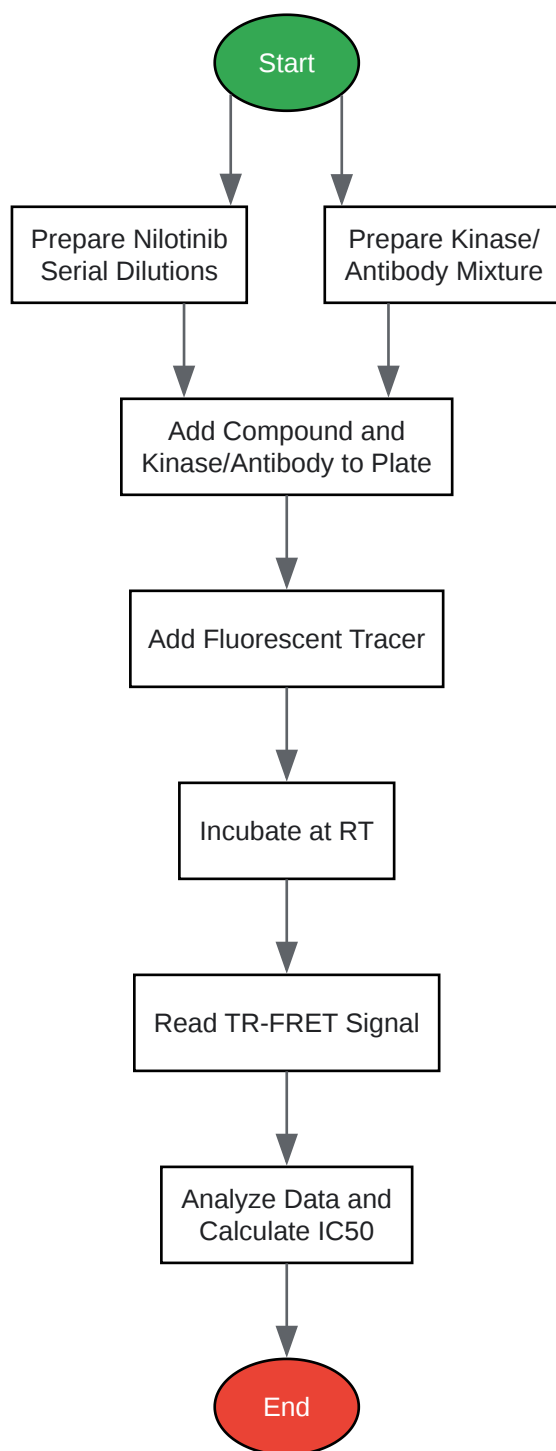 Start
Prepare Nilotinib
Serial Dilutions
Prepare Kinase/
Antibody Mixture
Add Compound and
Kinase/Antibody to Plate
Add Fluorescent Tracer
Incubate at RT
Read TR-FRET Signal
Analyze Data and
Calculate IC50
End